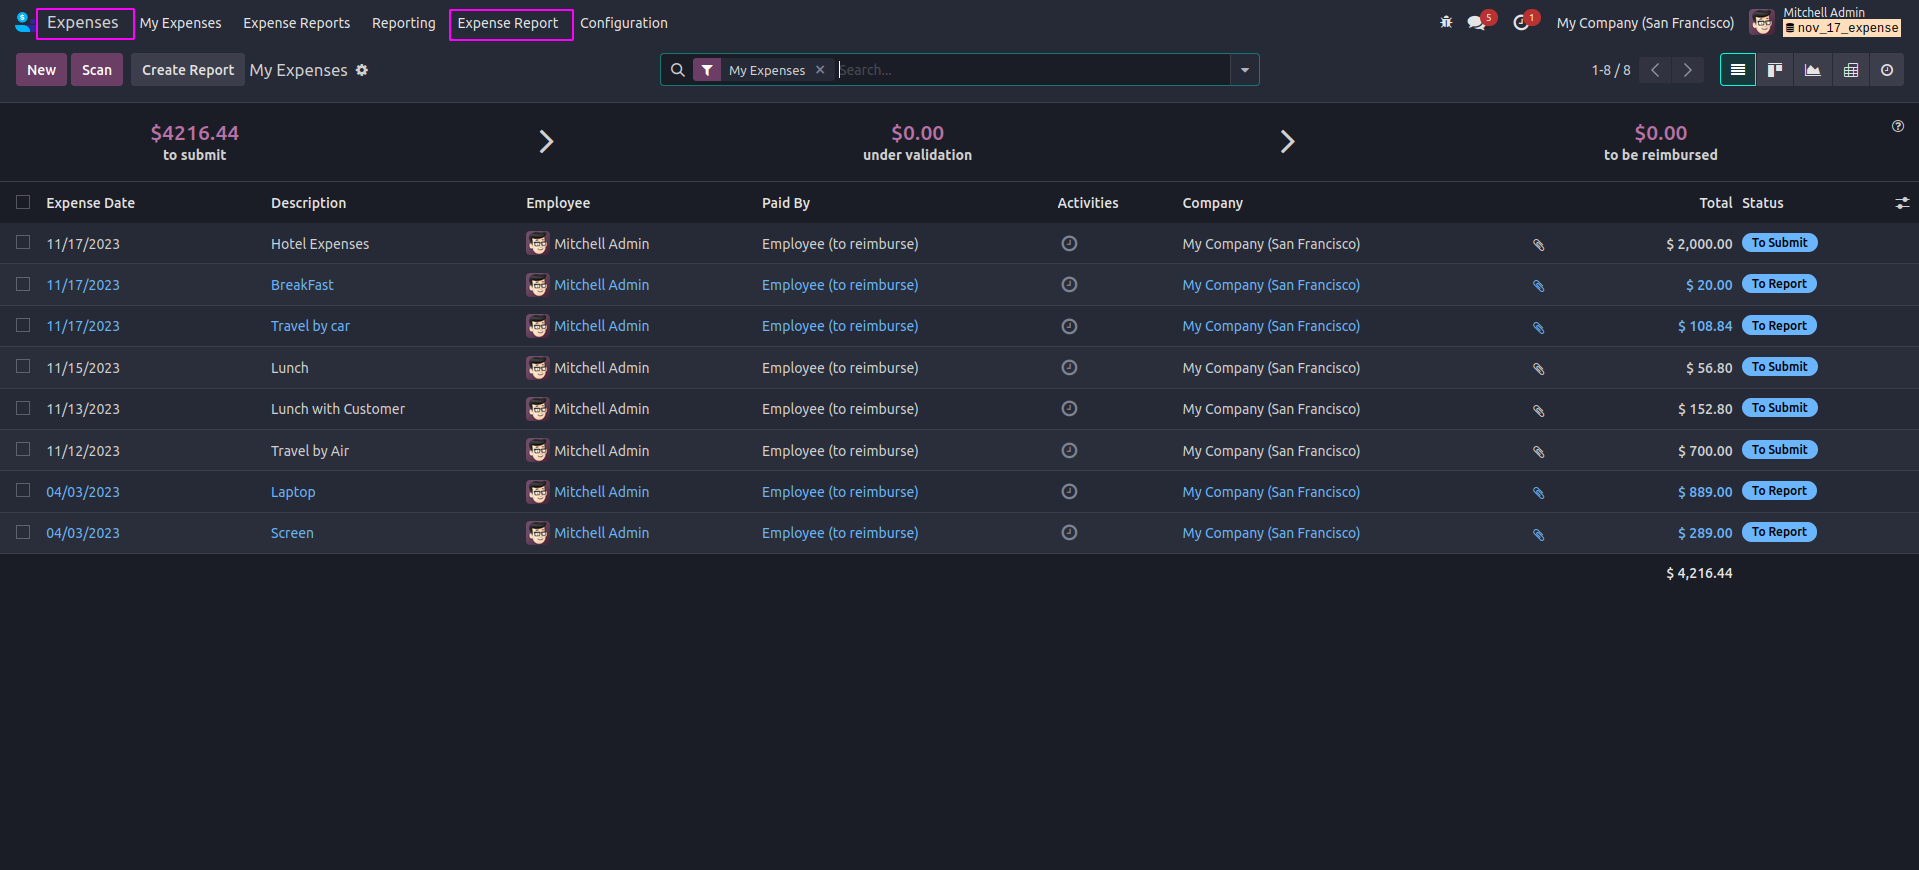 Expenses My Expenses Expense Reports Reporting Expense Report Configuration 5 1 My Company (San Francisco) Mitchell Admin
nov_17_expense
New Scan Create Report My Expenses My Expenses × Search... 1-8 / 8
$4216.44 $0.00 $0.00
to submit under validation to be reimbursed
Expense Date Description Employee Paid By Activities Company Total Status
11/17/2023 Hotel Expenses Mitchell Admin Employee (to reimburse) My Company (San Francisco) $ 2,000.00 To Submit
11/17/2023 BreakFast Mitchell Admin Employee (to reimburse) My Company (San Francisco) $ 20.00 To Report
11/17/2023 Travel by car Mitchell Admin Employee (to reimburse) My Company (San Francisco) $ 108.84 To Report
11/15/2023 Lunch Mitchell Admin Employee (to reimburse) My Company (San Francisco) $ 56.80 To Submit
11/13/2023 Lunch with Customer Mitchell Admin Employee (to reimburse) My Company (San Francisco) $ 152.80 To Submit
11/12/2023 Travel by Air Mitchell Admin Employee (to reimburse) My Company (San Francisco) $ 700.00 To Submit
04/03/2023 Laptop Mitchell Admin Employee (to reimburse) My Company (San Francisco) $ 889.00 To Report
04/03/2023 Screen Mitchell Admin Employee (to reimburse) My Company (San Francisco) $ 289.00 To Report
$ 4,216.44